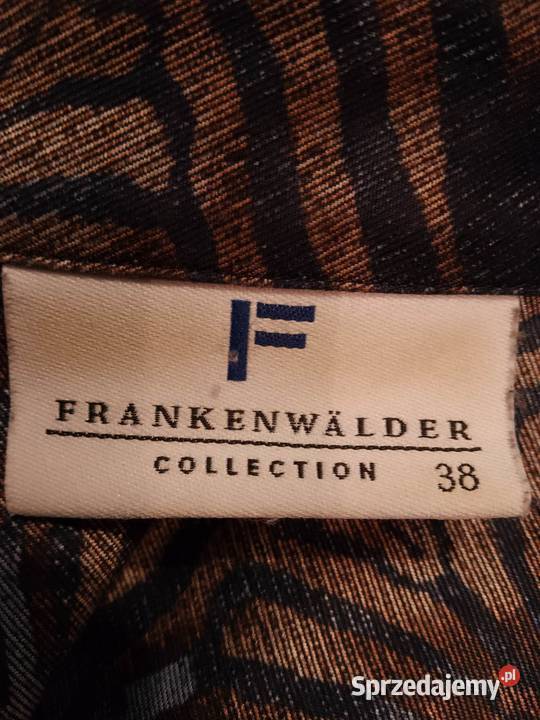 F
FRANKENWÄLDER
COLLECTION 38
Sprzedajemy.pl